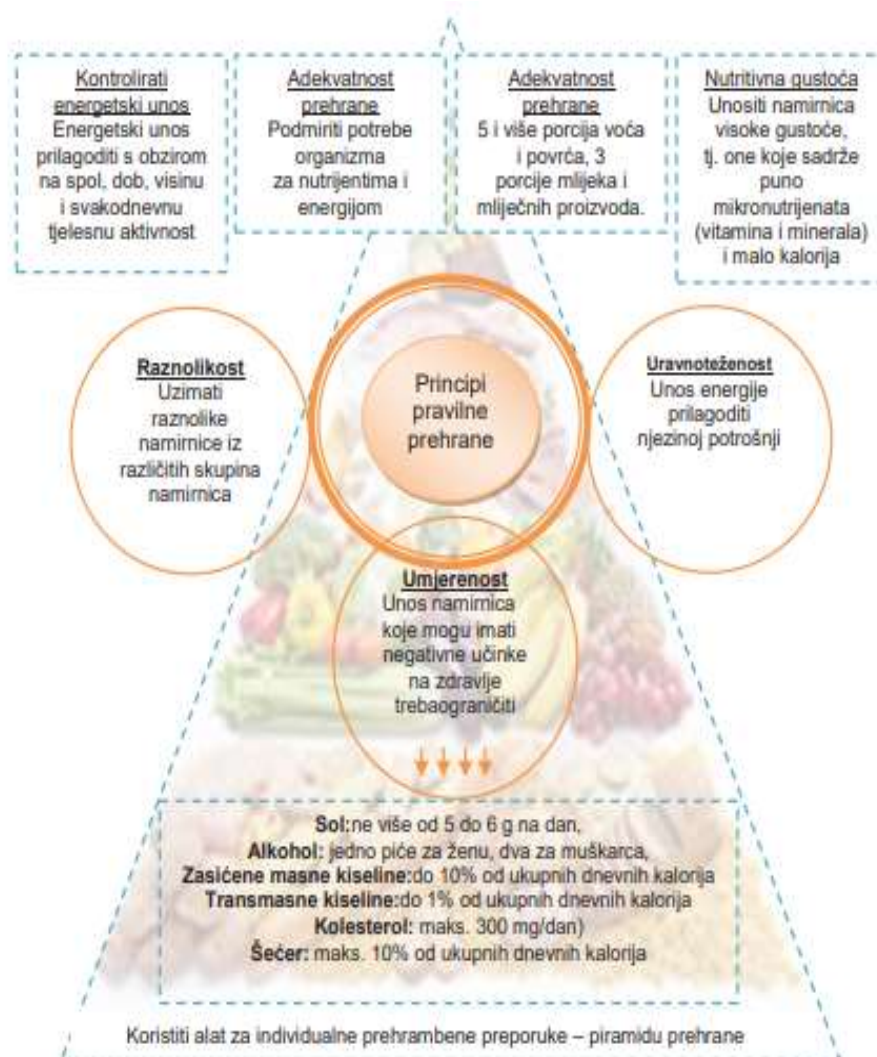 Kontrolirati
energetski unos
Energetski unos
prilagoditi s obzirom
na spol, dob, visinu
i svakodnevnu
tjelesnu aktivnost
Adekvatnost
prehrane
Podmiriti potrebe
organizma
za nutrijentima i
energijom
Adekvatnost
prehrane
5 i više porcija voća
i povrća, 3
porcije mlijeka i
mliječnih proizvoda.
Nutritivna gustoća
Unositi namirnica
visoke gustoće,
tj. one koje sadrže
puno
mikronutrijenata
(vitamina i minerala)
i malo kalorija
Raznolikost
Uzimati
raznolike
namirnice iz
različitih skupina
namirnica
Principi
pravilne
prehrane
Uravnoteženost
Unos energije
prilagoditi
njezinoj potrošnji
Umjerenost
Unos namirnica
koje mogu imati
negativne učinke
na zdravlje
trebaograničiti
Sol:ne više od 5 do 6 g na dan,
Alkohol: jedno piće za ženu, dva za muškarca,
Zasićene masne kiseline:do 10% od ukupnih dnevnih kalorija
Transmasne kiseline:do 1% od ukupnih dnevnih kalorija
Kolesterol: maks. 300 mg/dan)
Šećer: maks. 10% od ukupnih dnevnih kalorija
Koristiti alat za individualne prehrambene preporuke – piramidu prehrane